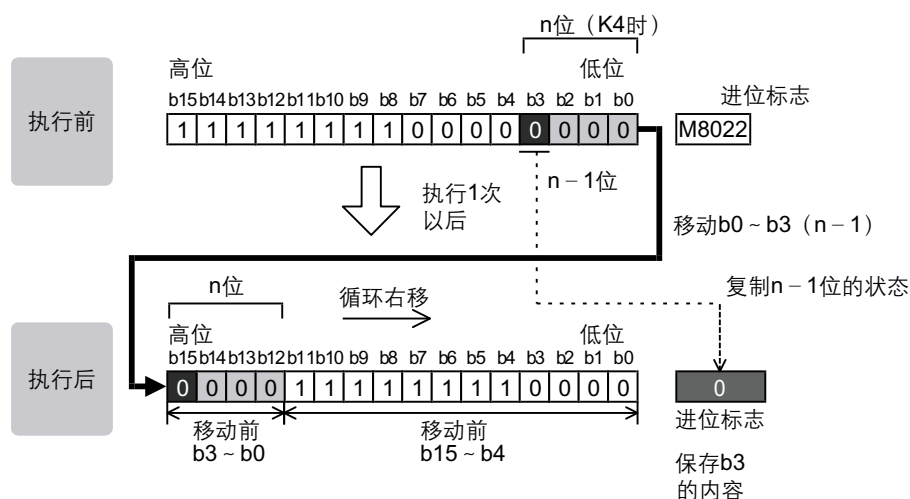 n位（K4时）
高位 低位
b15 b14 b13 b12 b11 b10 b9 b8 b7 b6 b5 b4 b3 b2 b1 b0
进位标志
执行前
1 1 1 1 1 1 1 1 0 0 0 0 0 0 0 0
M8022
n－1位
执行1次
以后
移动b0～b3（n－1）
n位
循环右移
复制n－1位的状态
高位 低位
b15 b14 b13 b12 b11 b10 b9 b8 b7 b6 b5 b4 b3 b2 b1 b0
执行后
0 0 0 0 1 1 1 1 1 1 1 1 0 0 0 0
0
进位标志
移动前
b3～b0
移动前
b15～b4
保存b3
的内容